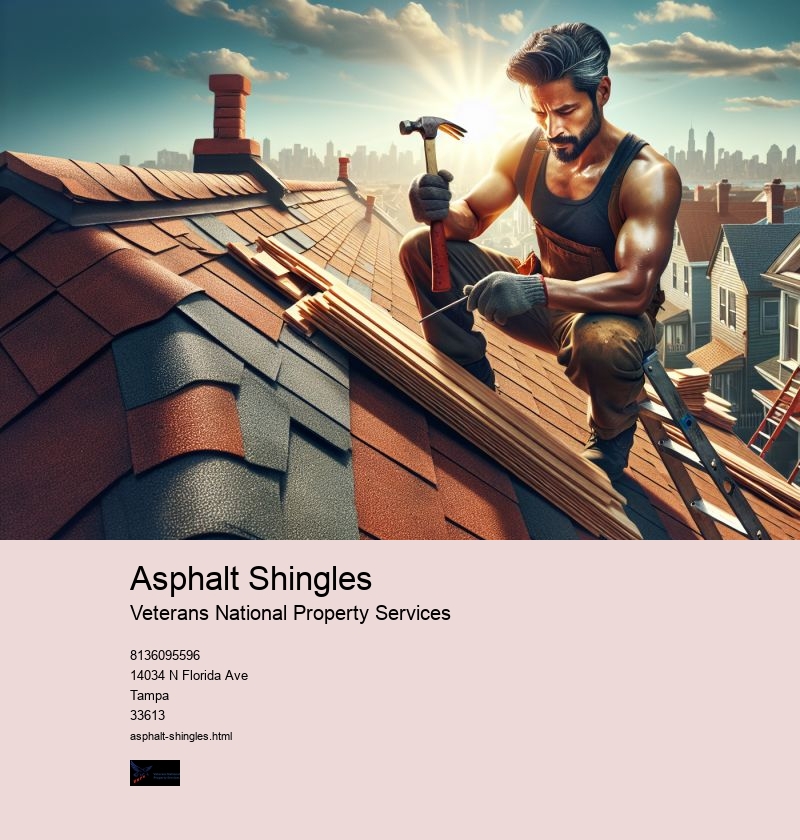 Asphalt Shingles
Veterans National Property Services
8136095596
14034 N Florida Ave
Tampa
33613
asphalt-shingles.html